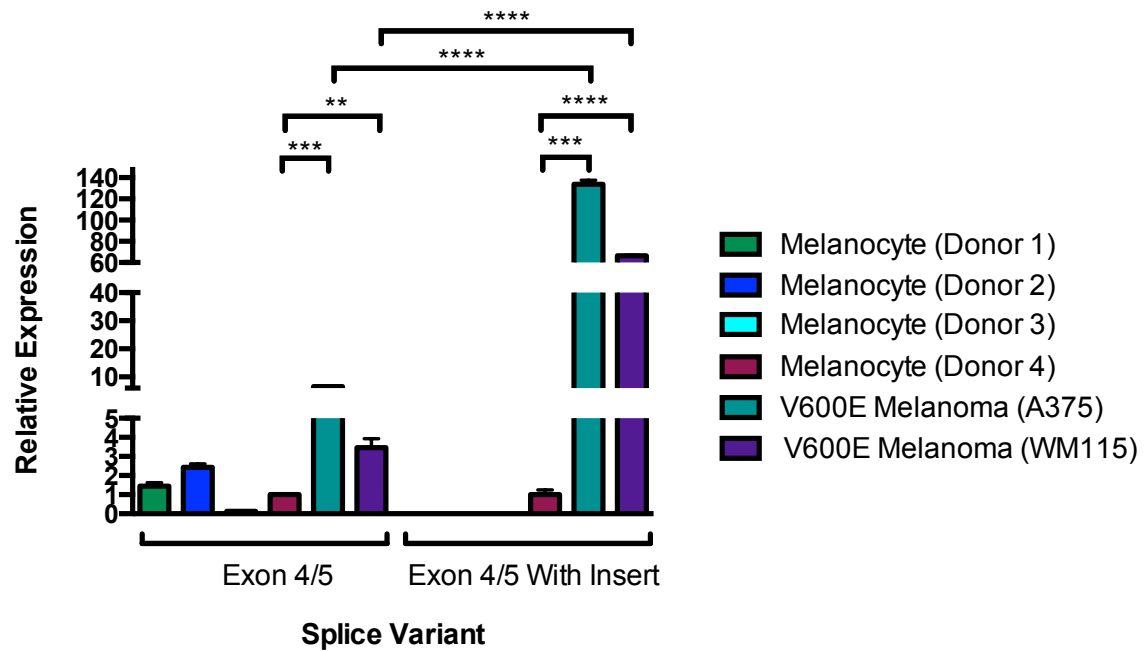 ****
****
**
****
***
***
140
120
100
80
60
40
30
20
10
5
4
3
2
1
0
Relative Expression
Exon 4/5
Exon 4/5 With Insert
Splice Variant
Melanocyte (Donor 1)
Melanocyte (Donor 2)
Melanocyte (Donor 3)
Melanocyte (Donor 4)
V600E Melanoma (A375)
V600E Melanoma (WM115)